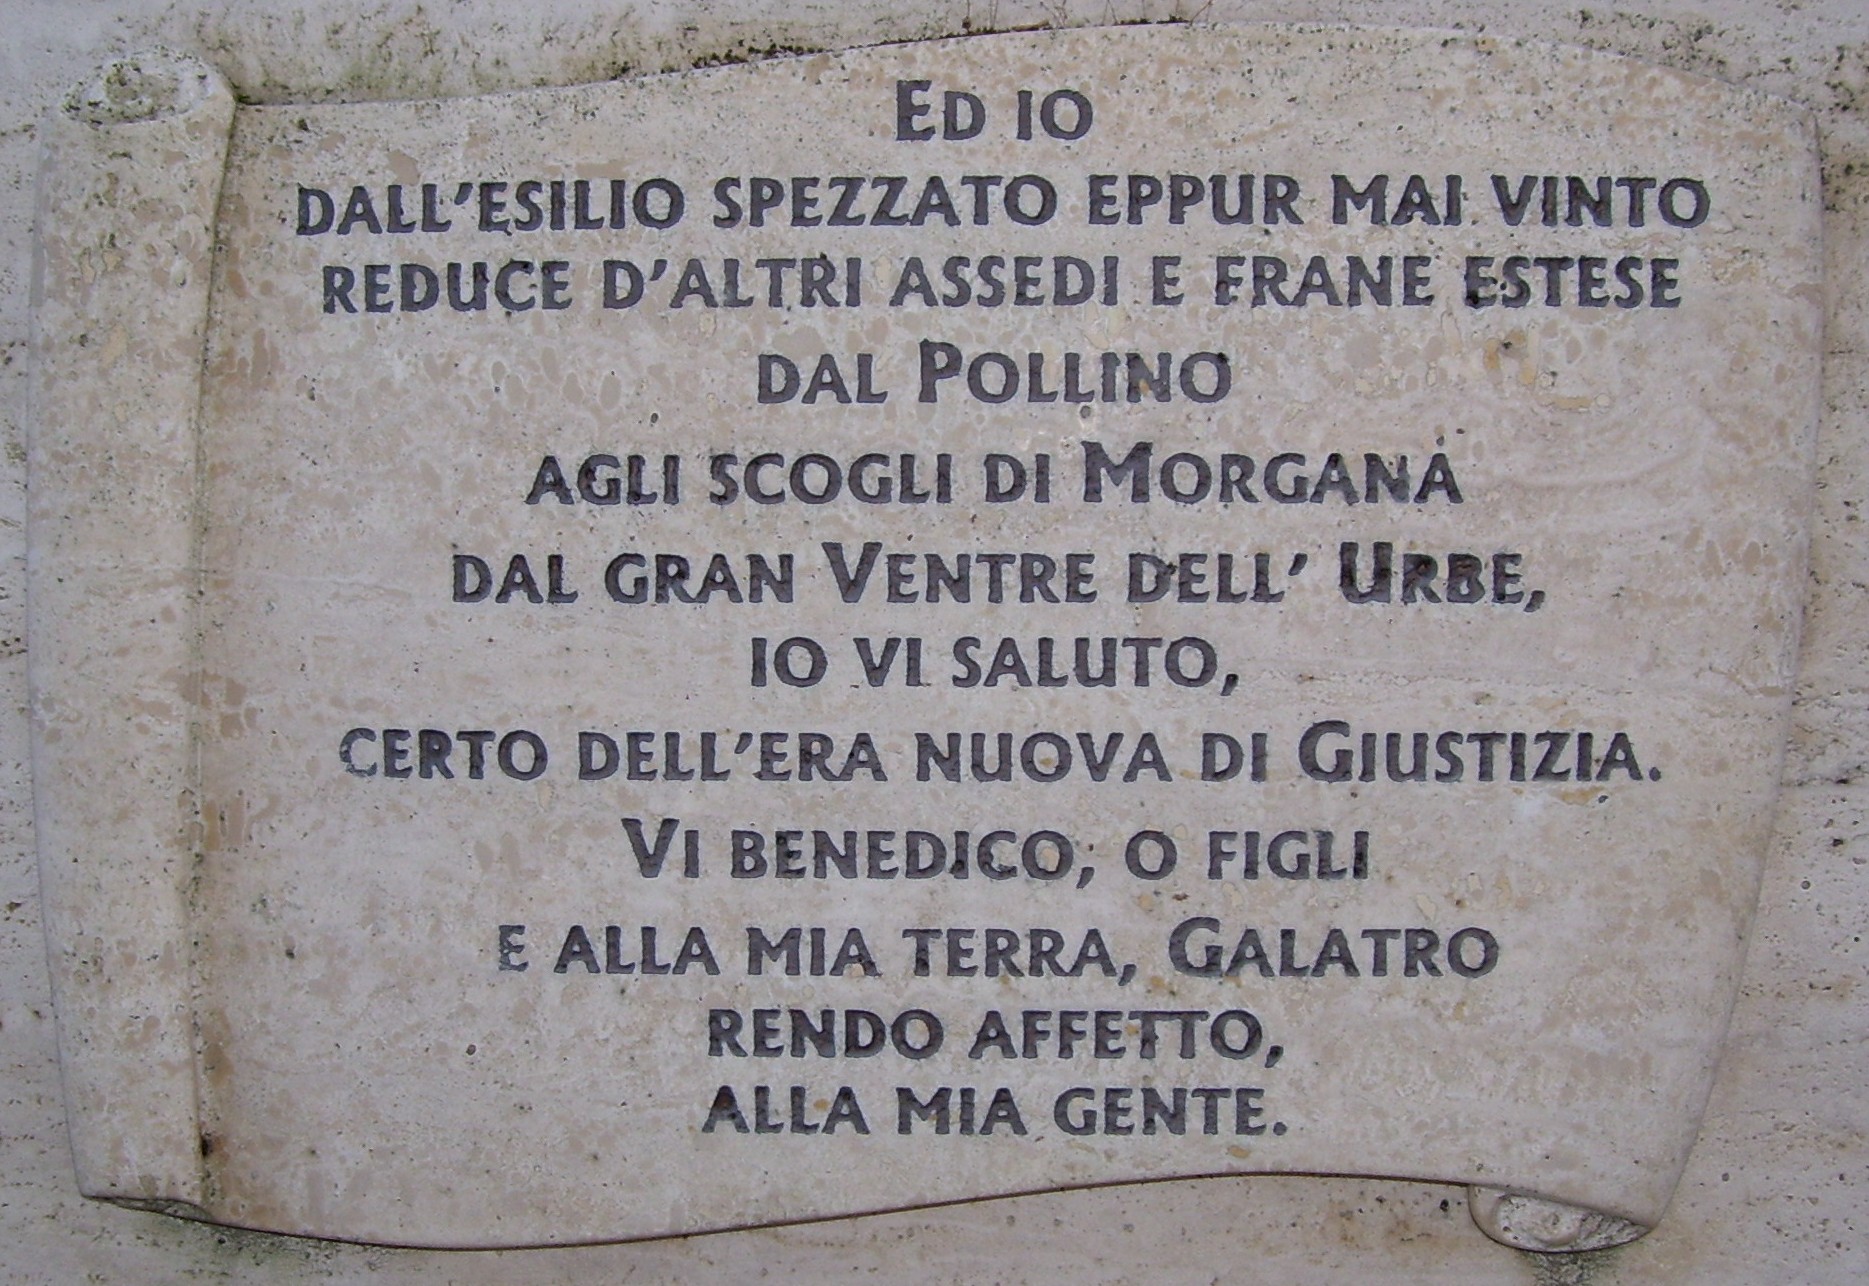 Ed io
dall'esilio spezzato eppur mai vinto
reduce d'altri assedi e frane estese
dal Pollino
agli scogli di Morgana
dal gran Ventre dell' Urbe,
io vi saluto,
certo dell'era nuova di Giustizia.
Vi benedico, o figli
e alla mia terra, Galatro
rendo affetto,
alla mia gente.